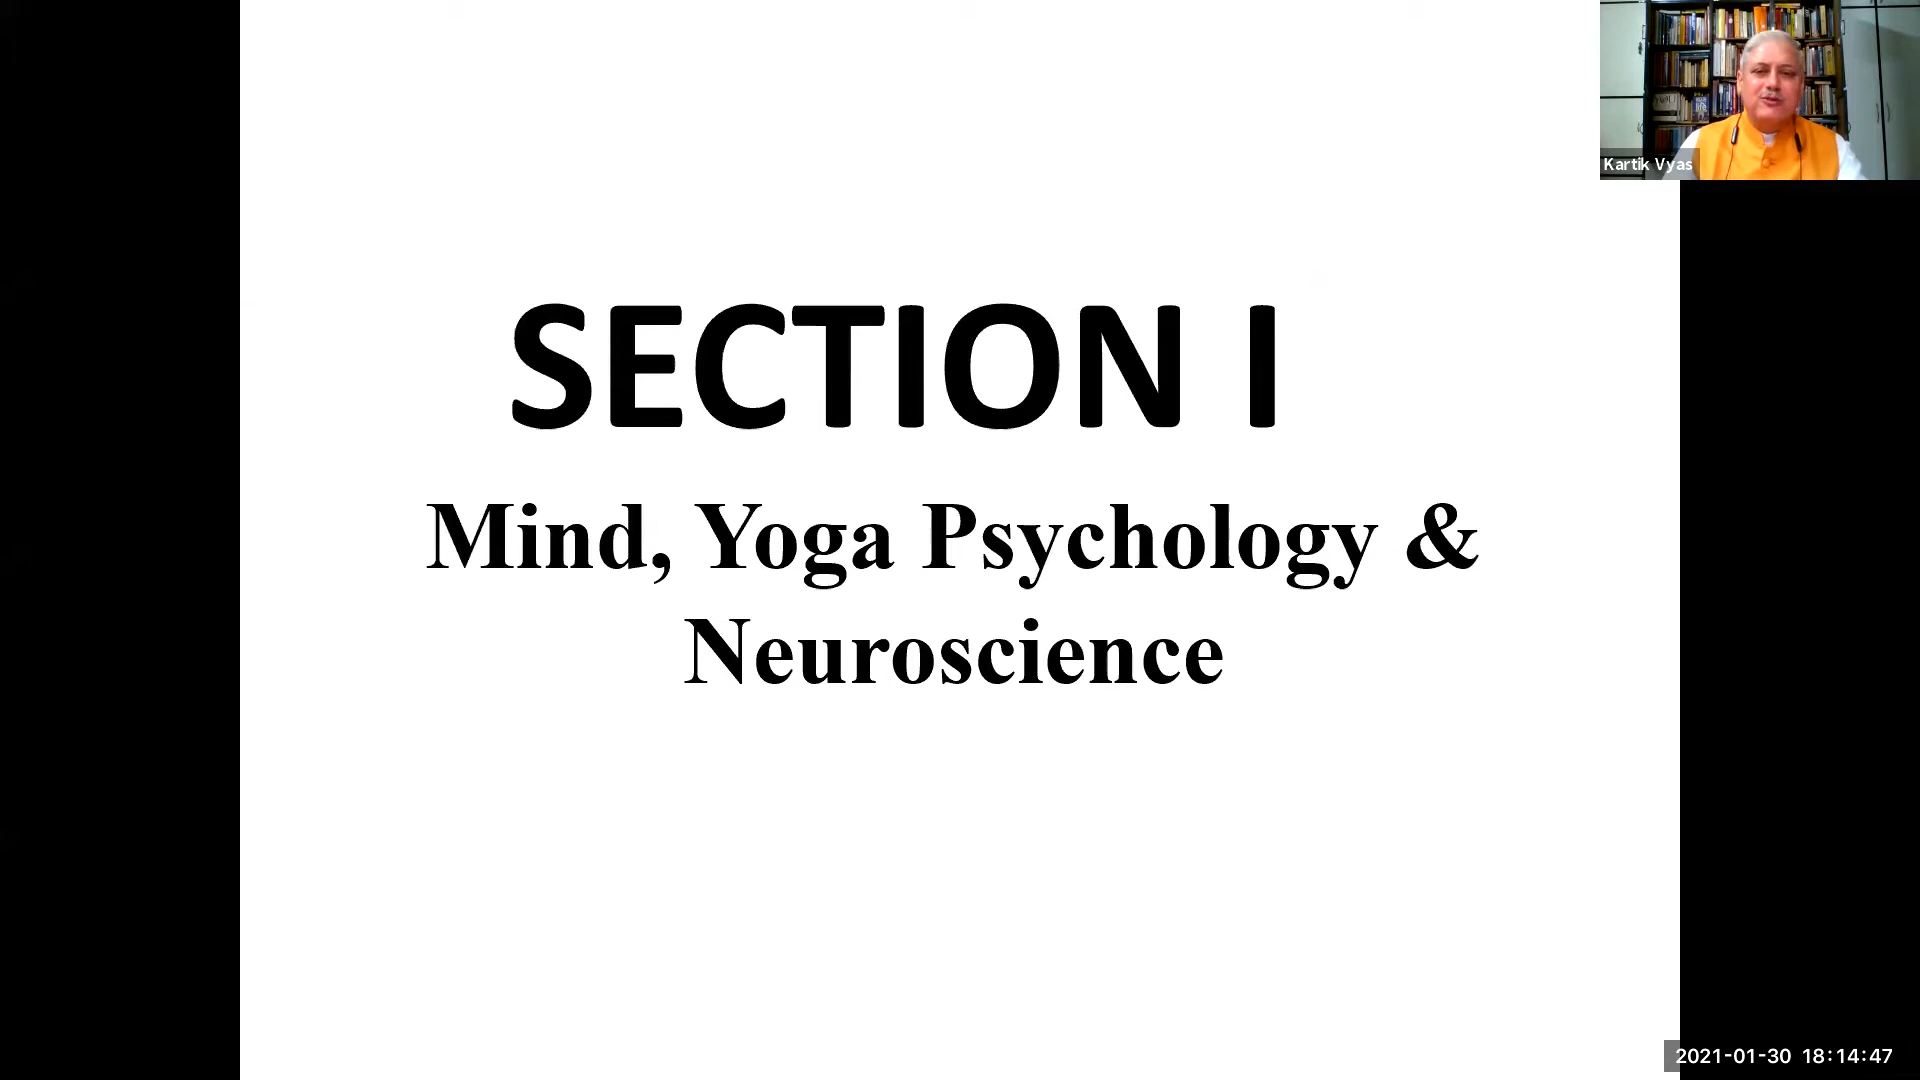 SECTION I
Mind, Yoga Psychology &
Neuroscience
Kartik Vyas
2021-01-30 18:14:47